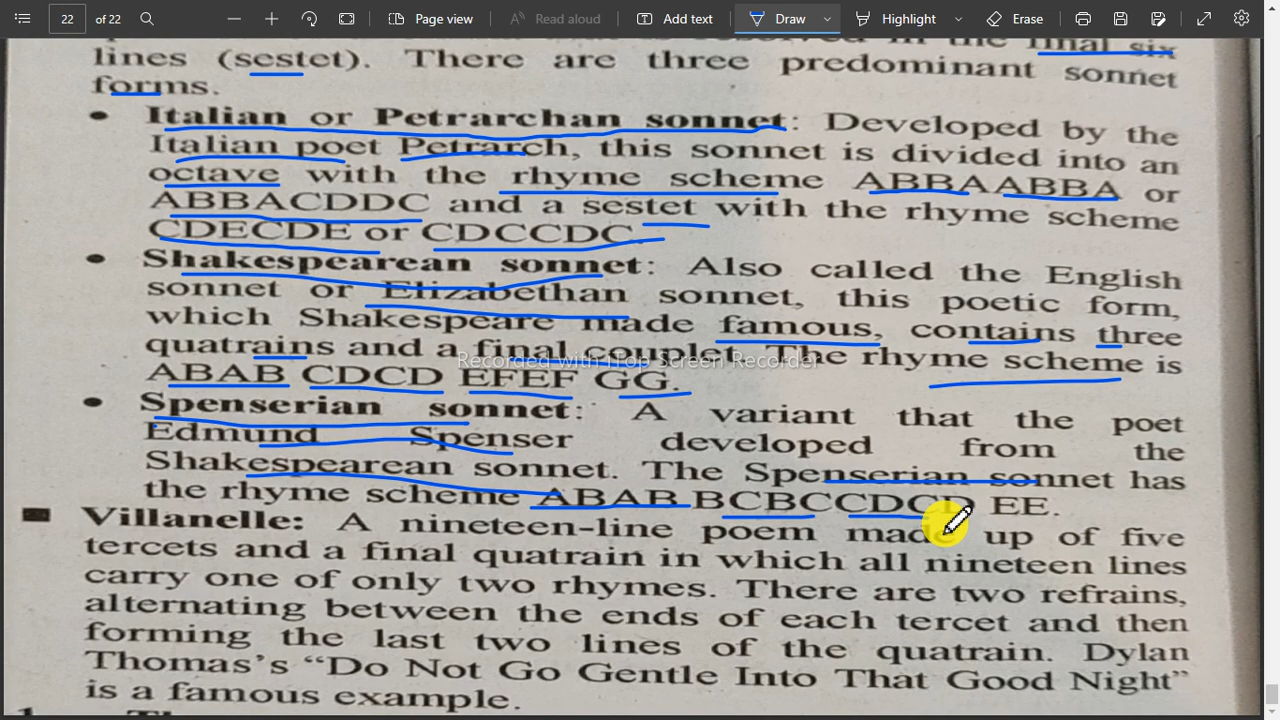 22 of 22 Page view Read aloud Add text Draw Highlight Erase
final six
lines (sestet). There are three predominant sonnet
forms.
• Italian or Petrarchan sonnet: Developed by the
Italian poet Petrarch, this sonnet is divided into an
octave with the rhyme scheme ABBAABBA or
ABBACDDC and a sestet with the rhyme scheme
CDECDE or CDCCDC.
• Shakespearean sonnet: Also called the English
sonnet or Elizabethan sonnet, this poetic form,
which Shakespeare made famous, contains three
quatrains and a final couplet. The rhyme scheme is
Recorded with iTop Screen Recorder
ABAB CDCD EFEF GG.
• Spenserian sonnet: A variant that the poet
Edmund Spenser developed from the
Shakespearean sonnet. The Spenserian sonnet has
the rhyme scheme ABAB BCBC CDCD EE.
■ Villanelle: A nineteen-line poem made up of five
tercets and a final quatrain in which all nineteen lines
carry one of only two rhymes. There are two refrains,
alternating between the ends of each tercet and then
forming the last two lines of the quatrain. Dylan
Thomas's “Do Not Go Gentle Into That Good Night”
is a famous example.